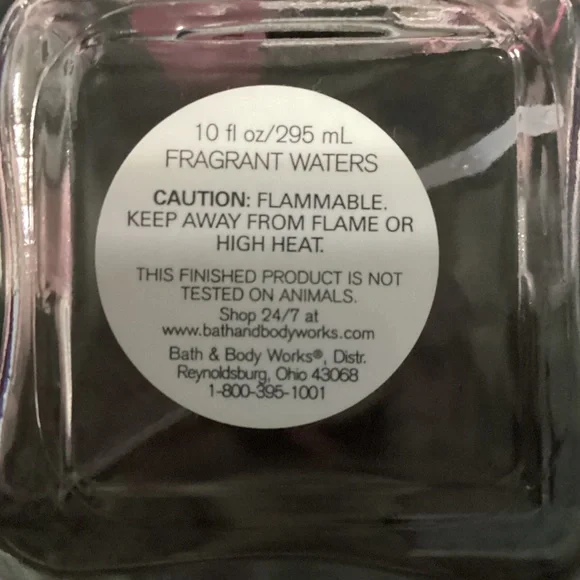 10 fl oz/295 mL
FRAGRANT WATERS
CAUTION: FLAMMABLE.
KEEP AWAY FROM FLAME OR
HIGH HEAT.
THIS FINISHED PRODUCT IS NOT
TESTED ON ANIMALS.
Shop 24/7 at
www.bathandbodyworks.com
Bath & Body Works®, Distr.
Reynoldsburg, Ohio 43068
1-800-395-1001